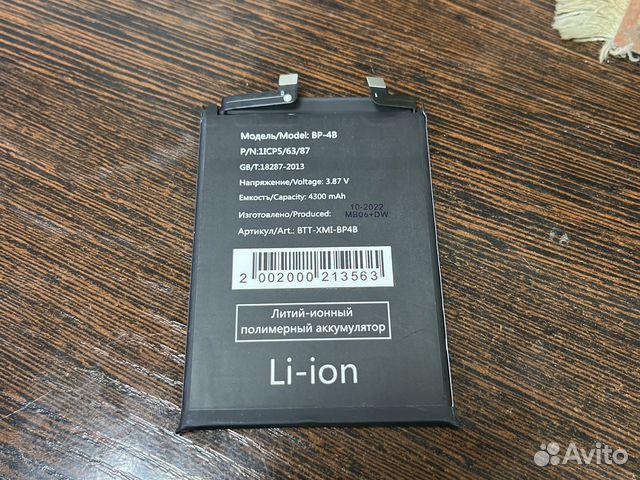 Модель/Model: BP-4B
P/N:1ICP5/63/87
GB/T:18287-2013
Напряжение/Voltage: 3.87 V
Емкость/Capacity: 4300 mAh
Изготовлено/Produced: 10-2022
MB06+DW
Артикул/Art.: BTT-XMI-BP4B
2 002000 213563
Литий-ионный
полимерный аккумулятор
Li-ion
Avito